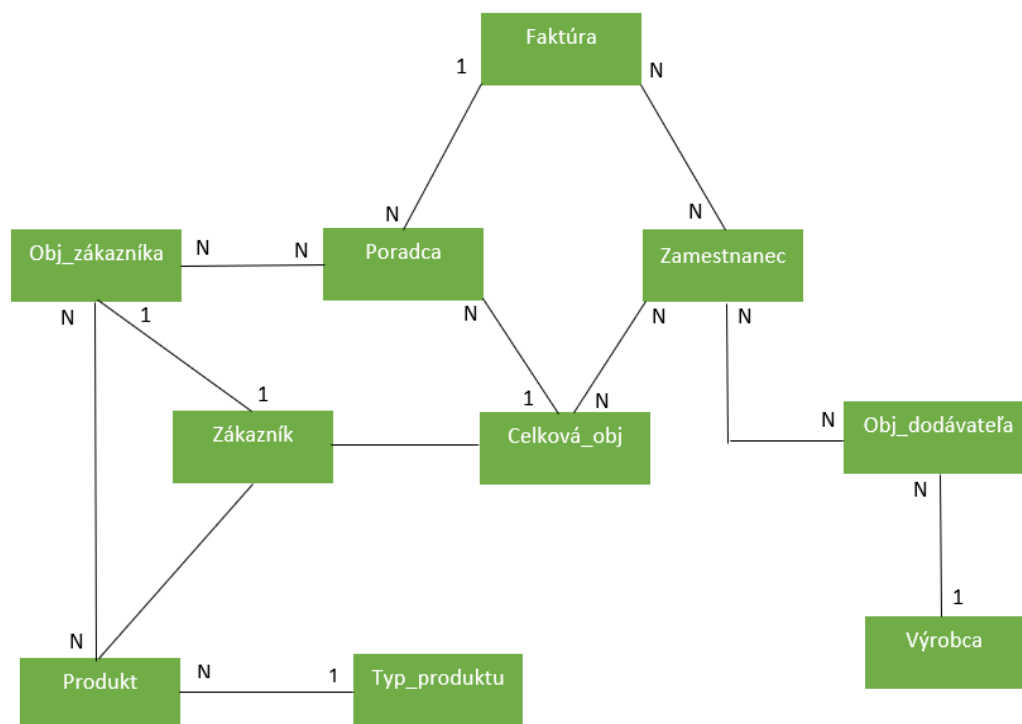 Faktúra
1
N
N
N
Obj_zákazníka
N
N
Poradca
Zamestnanec
N
1
N
N
N
1
1
N
N
Obj_dodávateľa
Zákazník
Celková_obj
N
1
N
Výrobca
Produkt
N
1
Typ_produktu